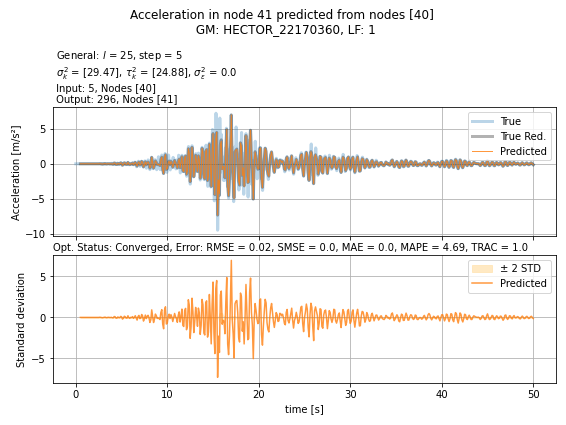 Acceleration in node 41 predicted from nodes [40]
GM: HECTOR_22170360, LF: 1
General: l = 25, step = 5
σ²ₖ = [29.47], τ²ₖ = [24.88], σ²ε = 0.0
Input: 5, Nodes [40]
Output: 296, Nodes [41]
Acceleration [m/s²]
5
0
−5
−10
True
True Red.
Predicted
Opt. Status: Converged, Error: RMSE = 0.02, SMSE = 0.0, MAE = 0.0, MAPE = 4.69, TRAC = 1.0
Standard deviation
5
0
−5
± 2 STD
Predicted
0 10 20 30 40 50
time [s]